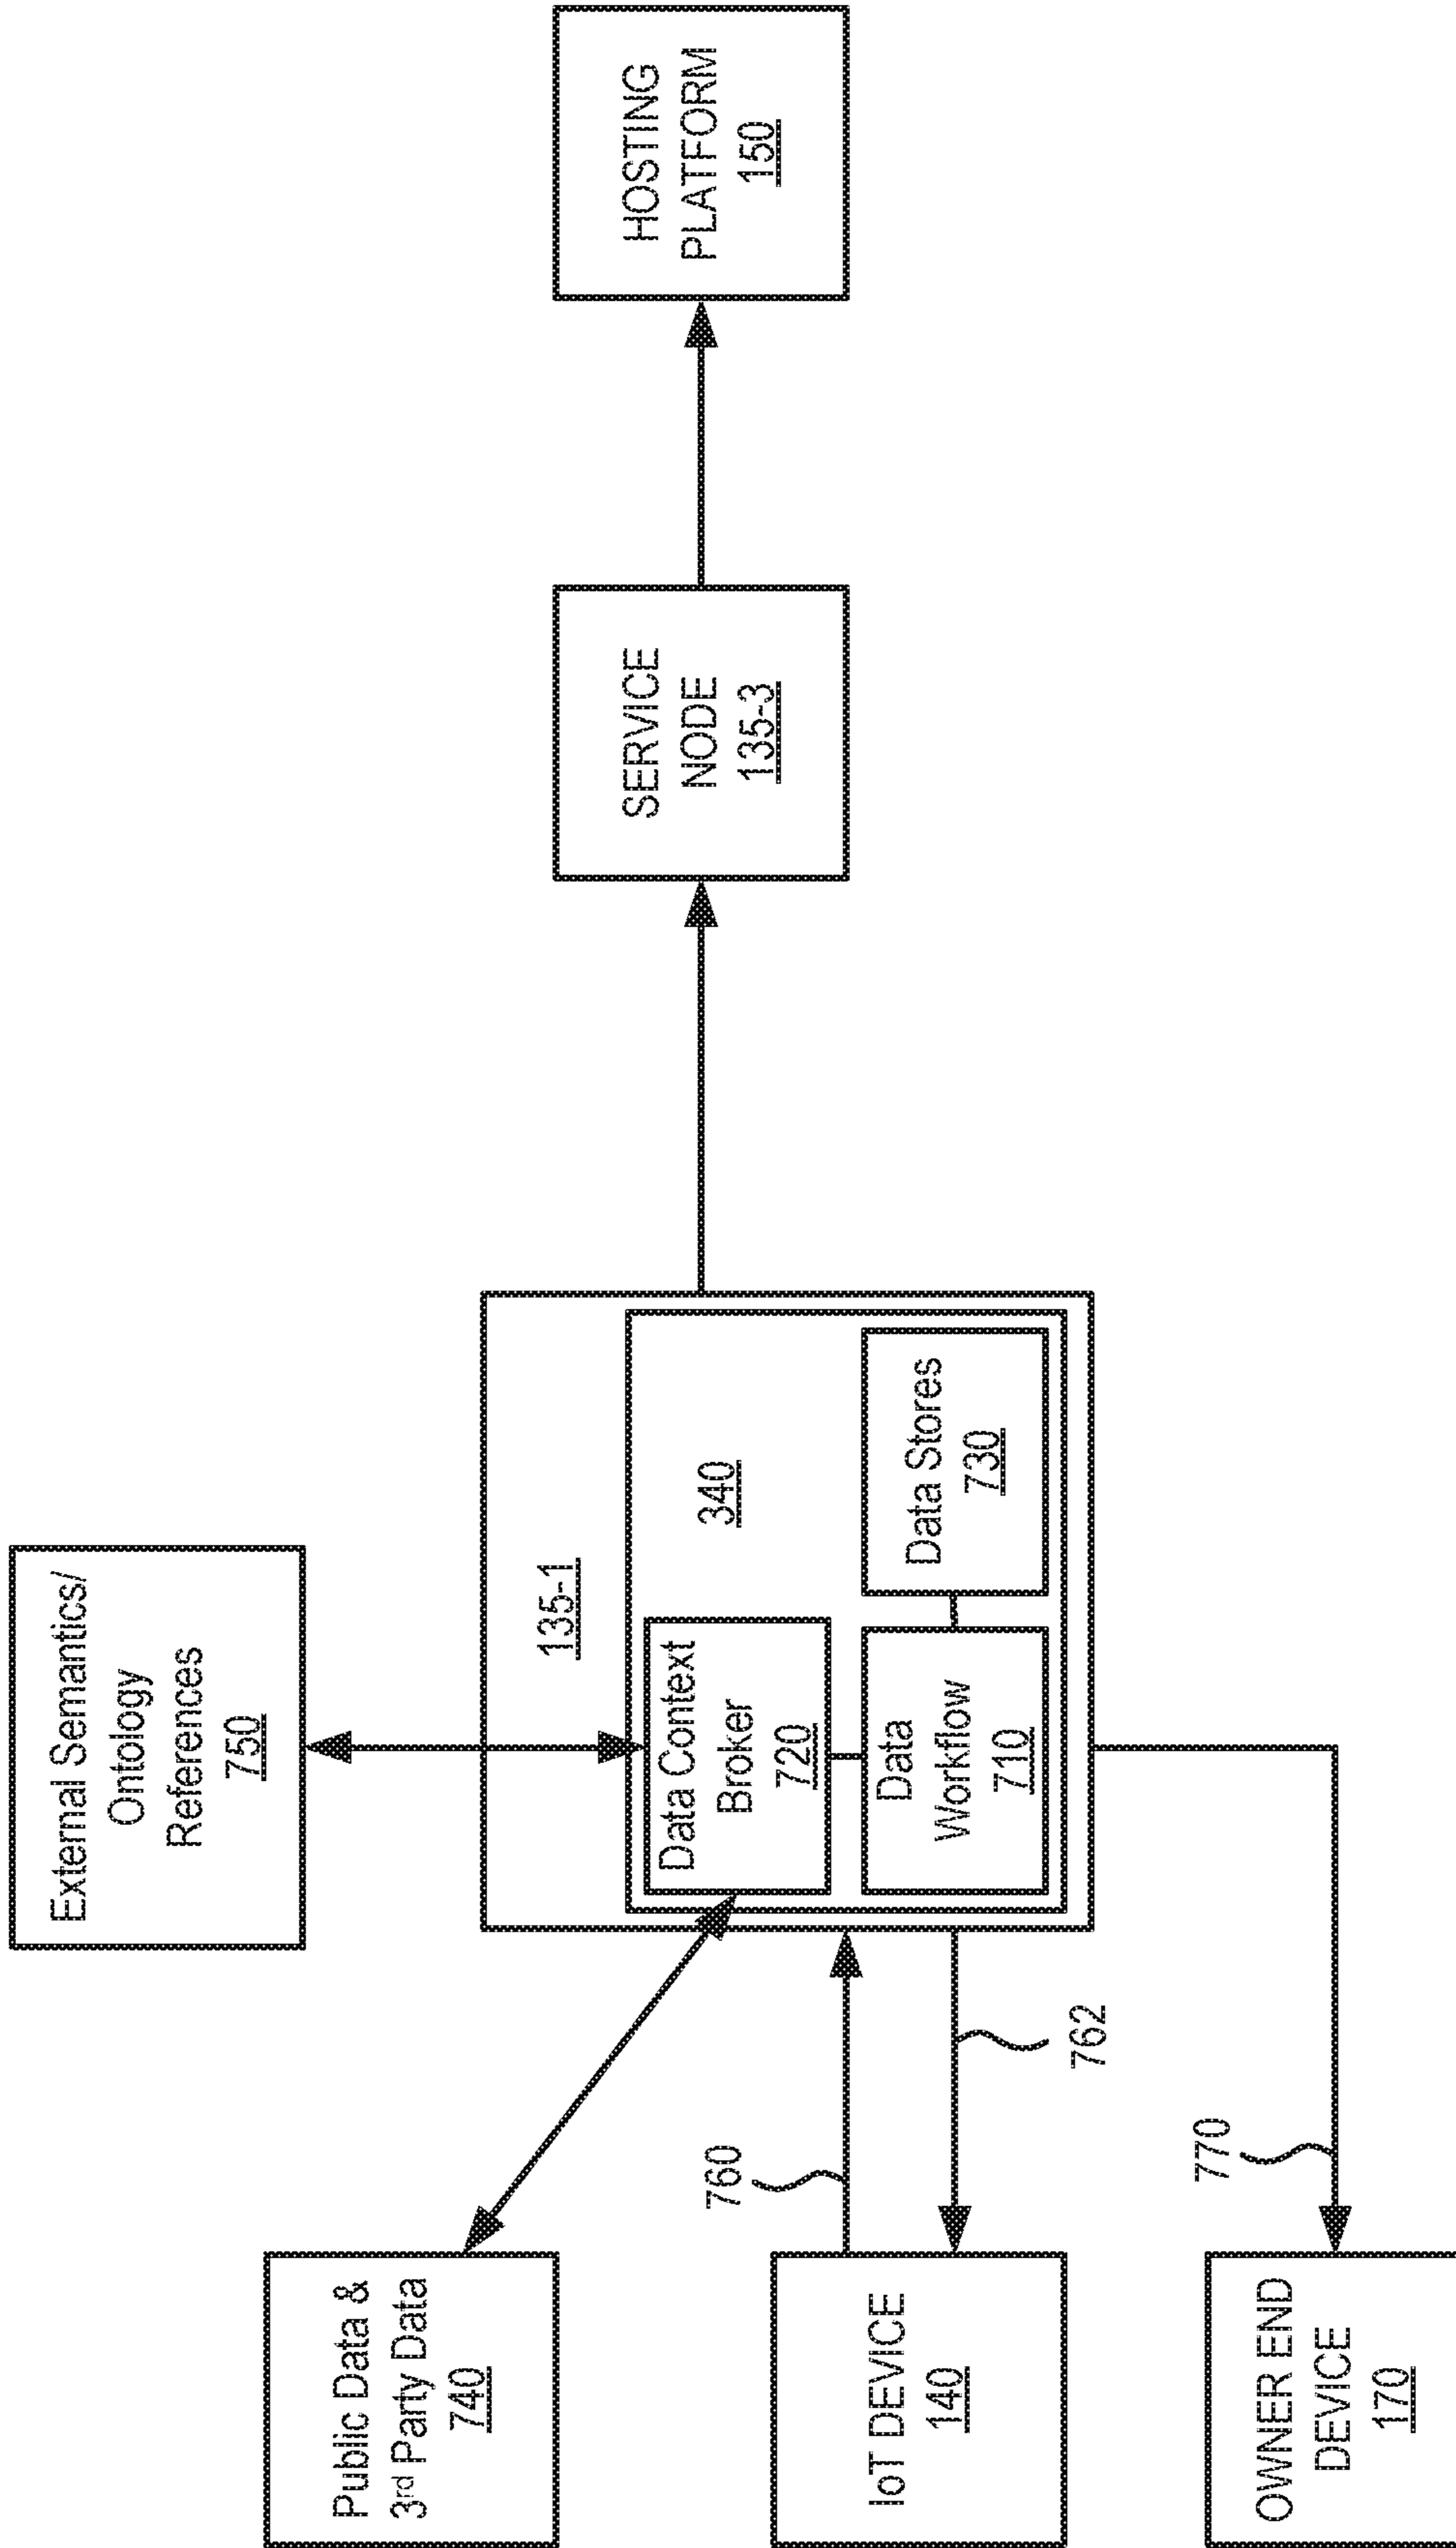 External Semantics/
Ontology
References
750
Public Data &
3rd Party Data
740
135-1
340
Data Context
Broker
720
Data
Workflow
710
Data Stores
730
SERVICE
NODE
135-3
HOSTING
PLATFORM
150
760
IoT DEVICE
140
762
770
OWNER END
DEVICE
170